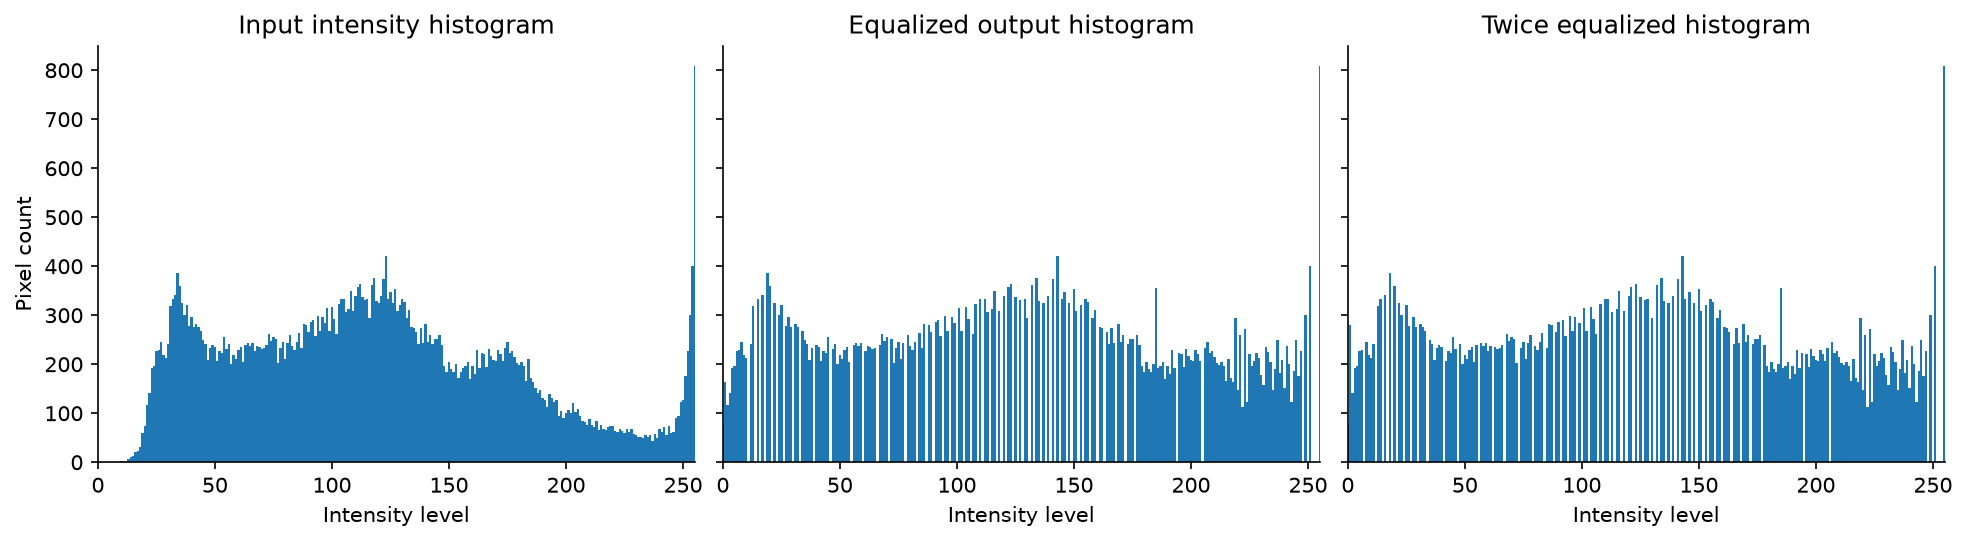 Input intensity histogram
Equalized output histogram
Twice equalized histogram
Pixel count
800
700
600
500
400
300
200
100
0
0 50 100 150 200 250
0 50 100 150 200 250
0 50 100 150 200 250
Intensity level
Intensity level
Intensity level